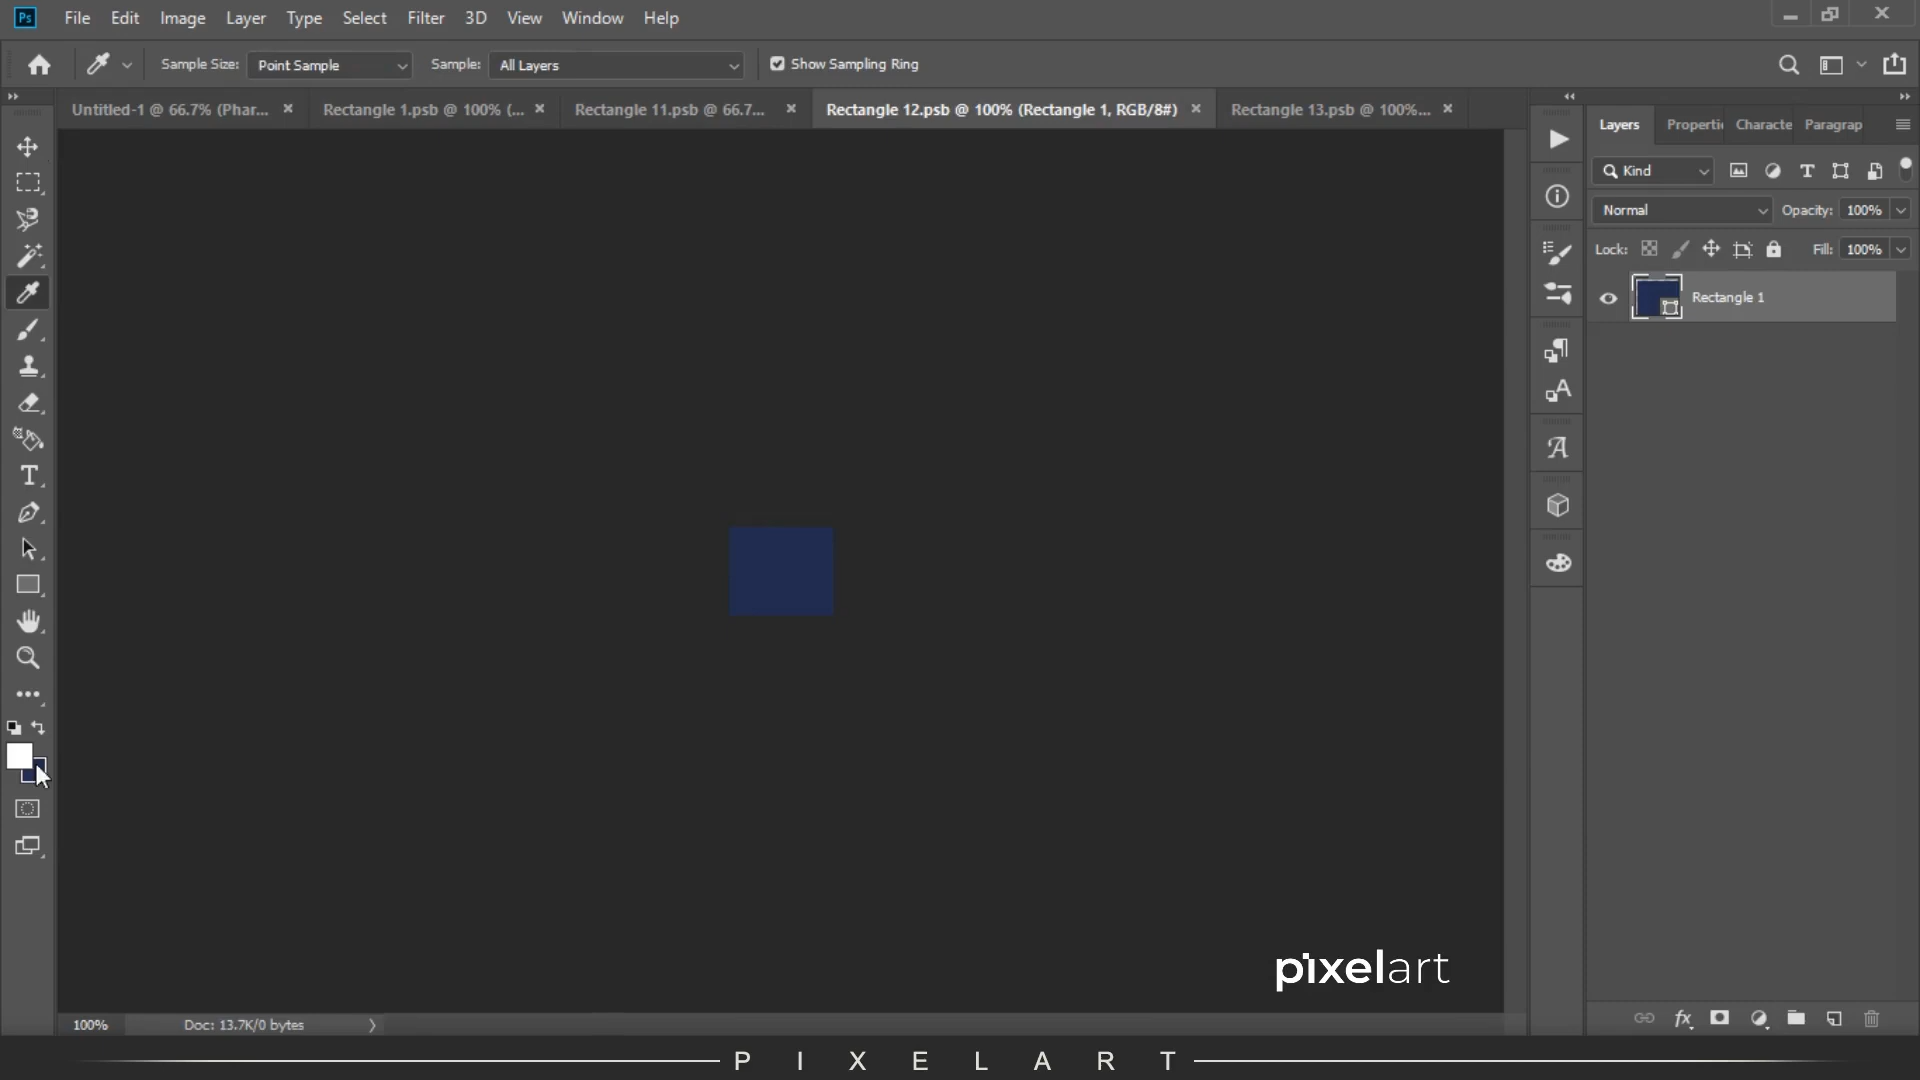 Ps File Edit Image Layer Type Select Filter 3D View Window Help
Sample Size: Point Sample Sample: All Layers Show Sampling Ring
Untitled-1 @ 66.7% (Phar... × Rectangle 1.psb @ 100% (... × Rectangle 11.psb @ 66.7... × Rectangle 12.psb @ 100% (Rectangle 1, RGB/8#) × Rectangle 13.psb @ 100%... ×
Layers Properti Characte Paragrap
Kind
Normal Opacity: 100%
Lock: Fill: 100%
Rectangle 1
pixelart
100% Doc: 13.7K/0 bytes
PIXELART